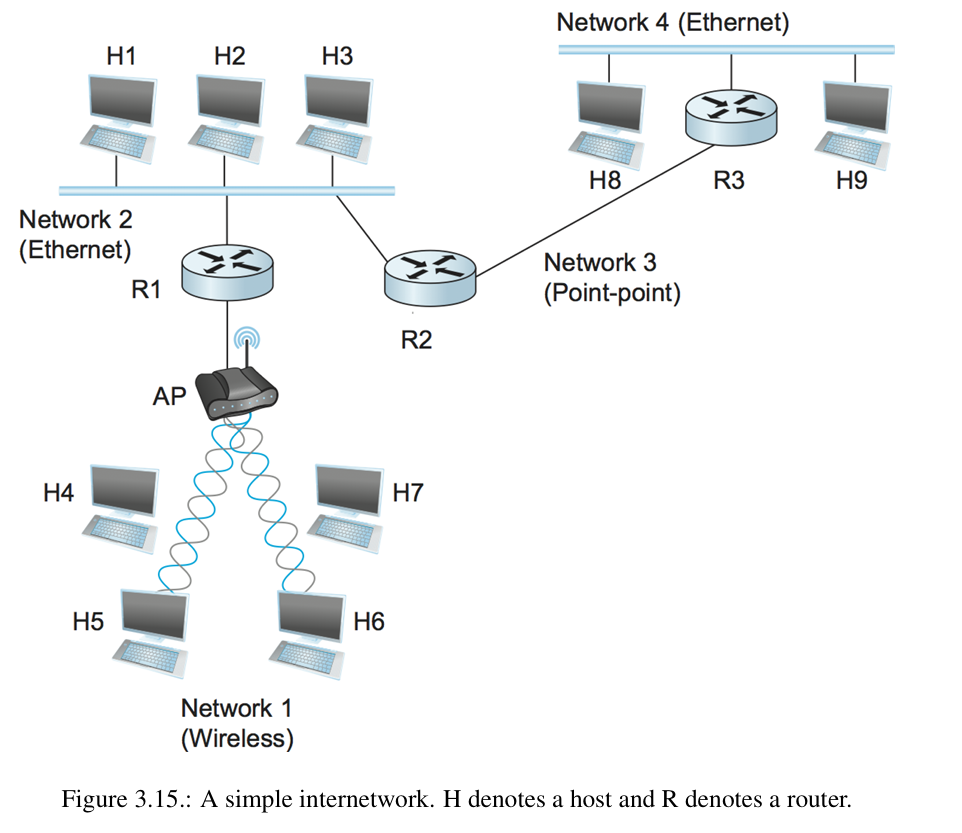 Network 4 (Ethernet)
H1
H2
H3
H8
R3
H9
Network 2
(Ethernet)
R1
Network 3
(Point-point)
R2
AP
H4
H7
H5
H6
Network 1
(Wireless)
Figure 3.15.: A simple internetwork. H denotes a host and R denotes a router.